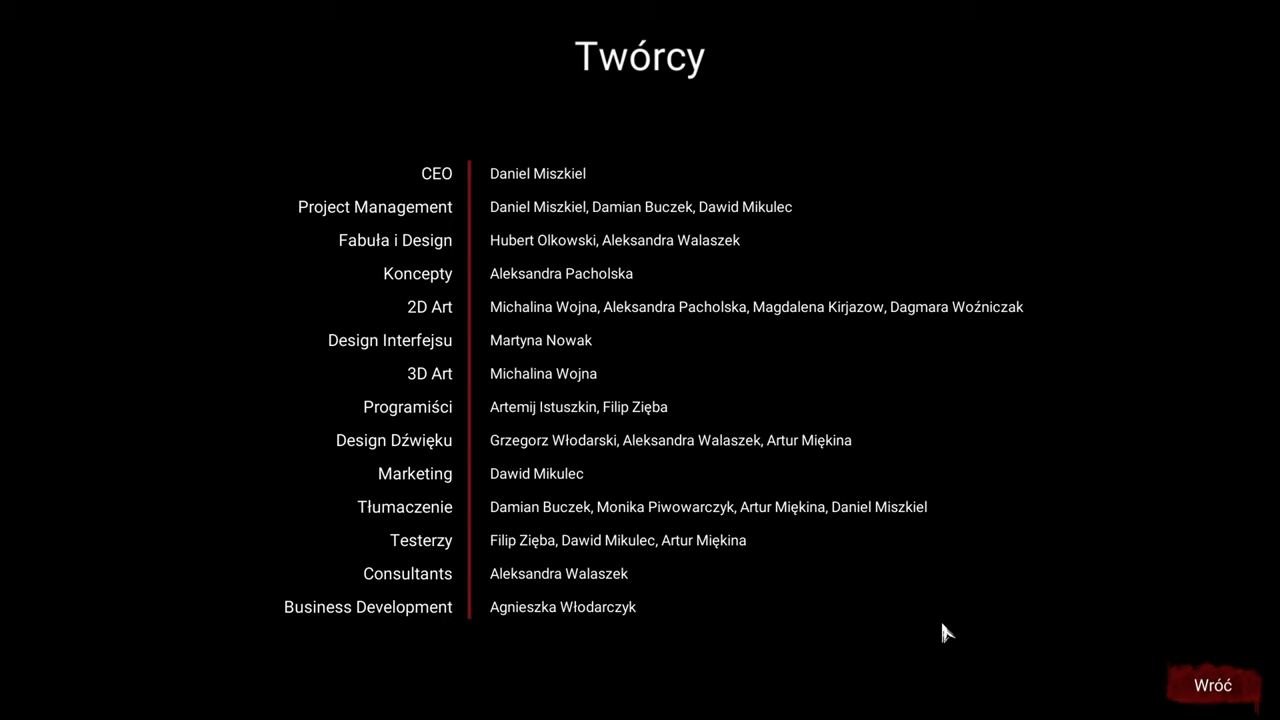 Twórcy
CEO Daniel Miszkiel
Project Management Daniel Miszkiel, Damian Buczek, Dawid Mikulec
Fabuła i Design Hubert Olkowski, Aleksandra Walaszek
Koncepty Aleksandra Pacholska
2D Art Michalina Wojna, Aleksandra Pacholska, Magdalena Kirjazow, Dagmara Woźniczak
Design Interfejsu Martyna Nowak
3D Art Michalina Wojna
Programiści Artemij Istuszkin, Filip Zięba
Design Dźwięku Grzegorz Włodarski, Aleksandra Walaszek, Artur Miękina
Marketing Dawid Mikulec
Tłumaczenie Damian Buczek, Monika Piwowarczyk, Artur Miękina, Daniel Miszkiel
Testerzy Filip Zięba, Dawid Mikulec, Artur Miękina
Consultants Aleksandra Walaszek
Business Development Agnieszka Włodarczyk
Wróć